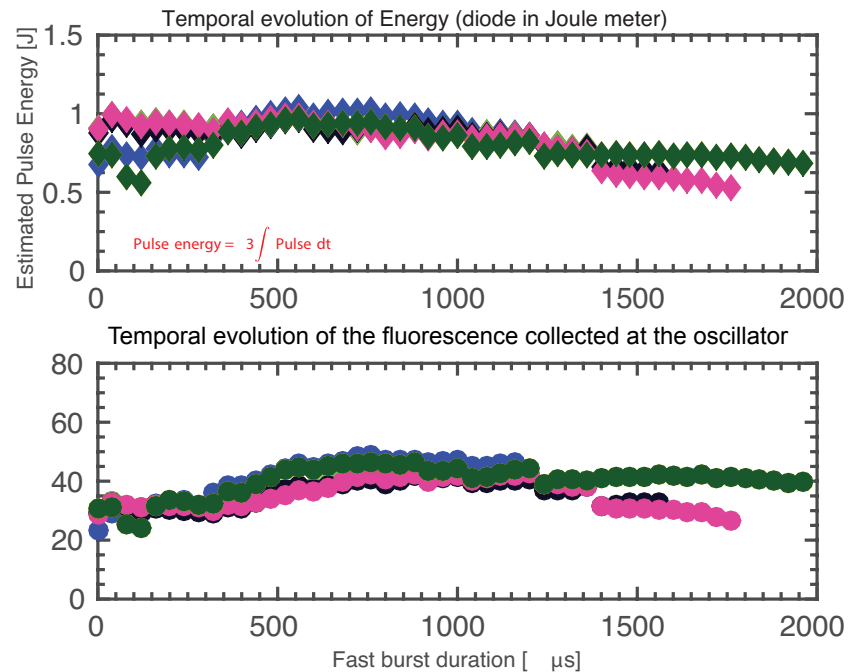 Temporal evolution of Energy (diode in Joule meter)
Estimated Pulse Energy [J]
1.5
1
0.5
0
Pulse energy = 3∫ Pulse dt
0 500 1000 1500 2000
Temporal evolution of the fluorescence collected at the oscillator
80
60
40
20
0
0 500 1000 1500 2000
Fast burst duration [ μs]